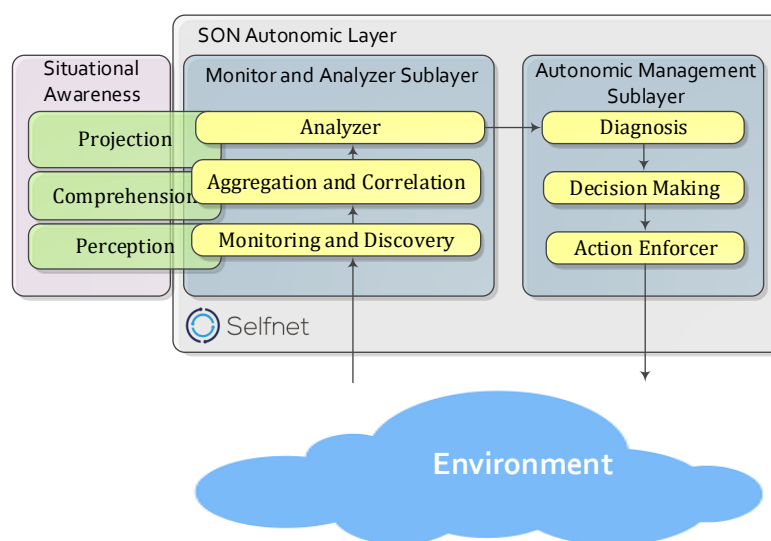 SON Autonomic Layer
Situational
Awareness
Monitor and Analyzer Sublayer
Autonomic Management
Sublayer
Projection
Analyzer
Diagnosis
Comprehension
Aggregation and Correlation
Decision Making
Perception
Monitoring and Discovery
Action Enforcer
Selfnet
Environment